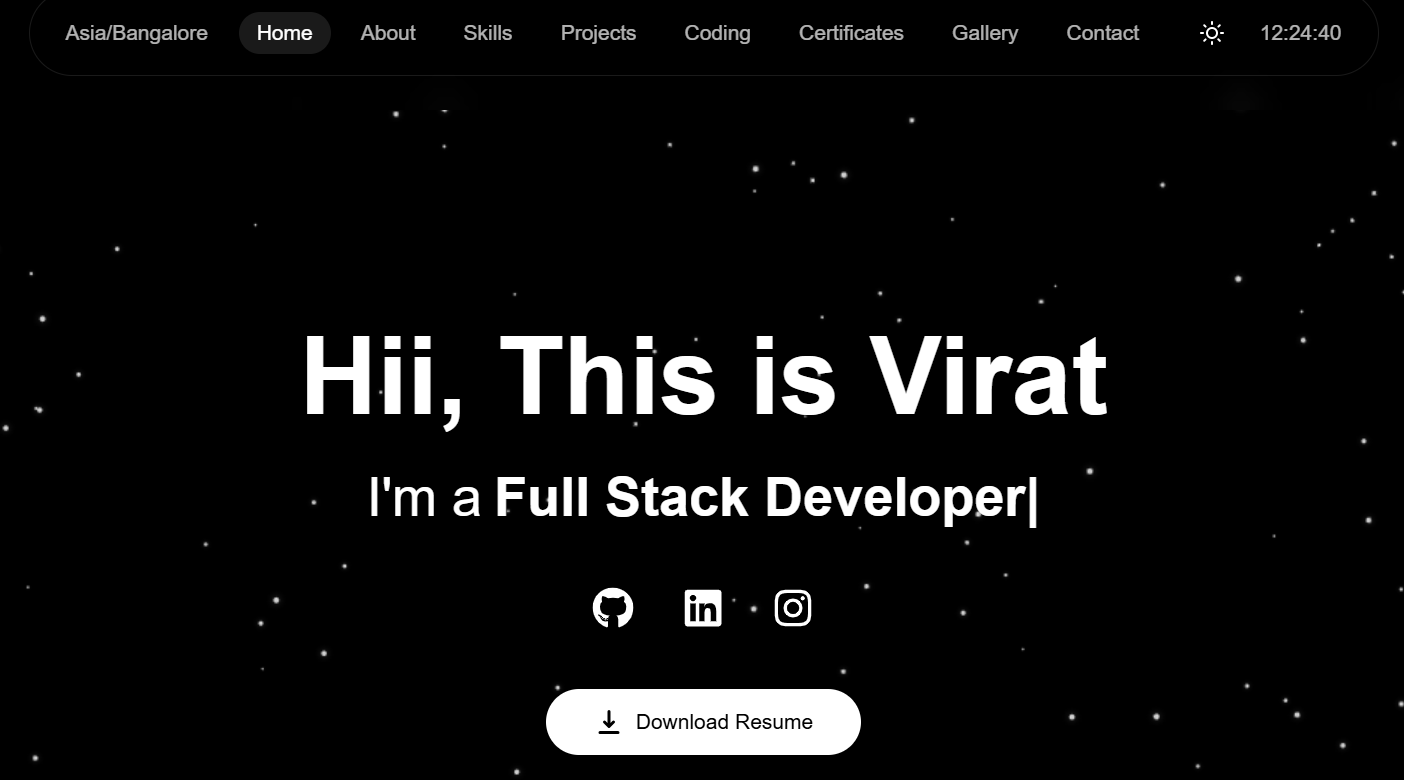 Asia/Bangalore Home About Skills Projects Coding Certificates Gallery Contact 12:24:40
Hii, This is Virat
I'm a Full Stack Developer|
in
Download Resume